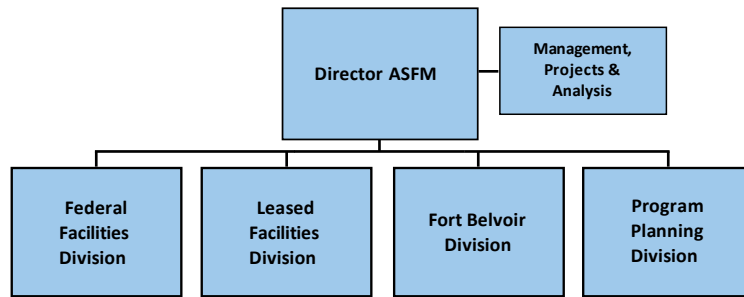 Director ASFM
Management,
Projects &
Analysis
Federal
Facilities
Division
Leased
Facilities
Division
Fort Belvoir
Division
Program
Planning
Division